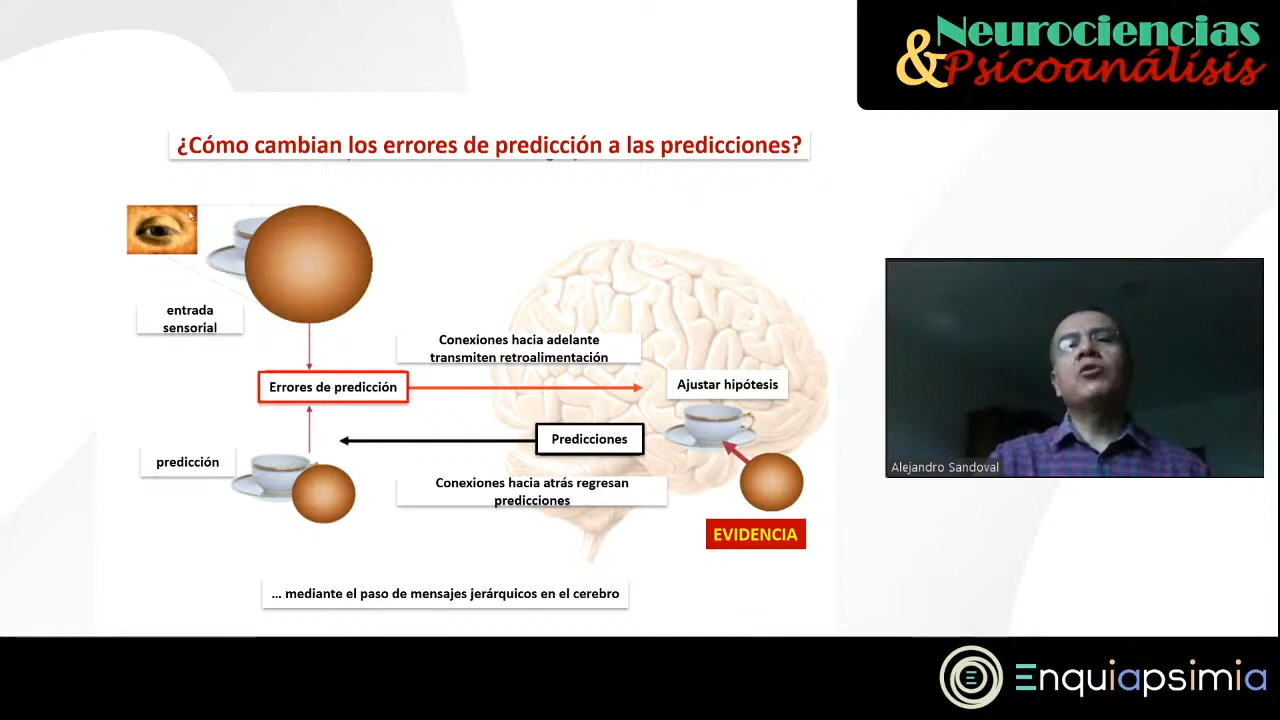 Neurociencias
&Psicoanálisis
¿Cómo cambian los errores de predicción a las predicciones?
entrada
sensorial
Conexiones hacia adelante
transmiten retroalimentación
Errores de predicción
Ajustar hipótesis
Predicciones
predicción
Conexiones hacia atrás regresan
predicciones
EVIDENCIA
... mediante el paso de mensajes jerárquicos en el cerebro
Alejandro Sandoval
Enquiapsimia